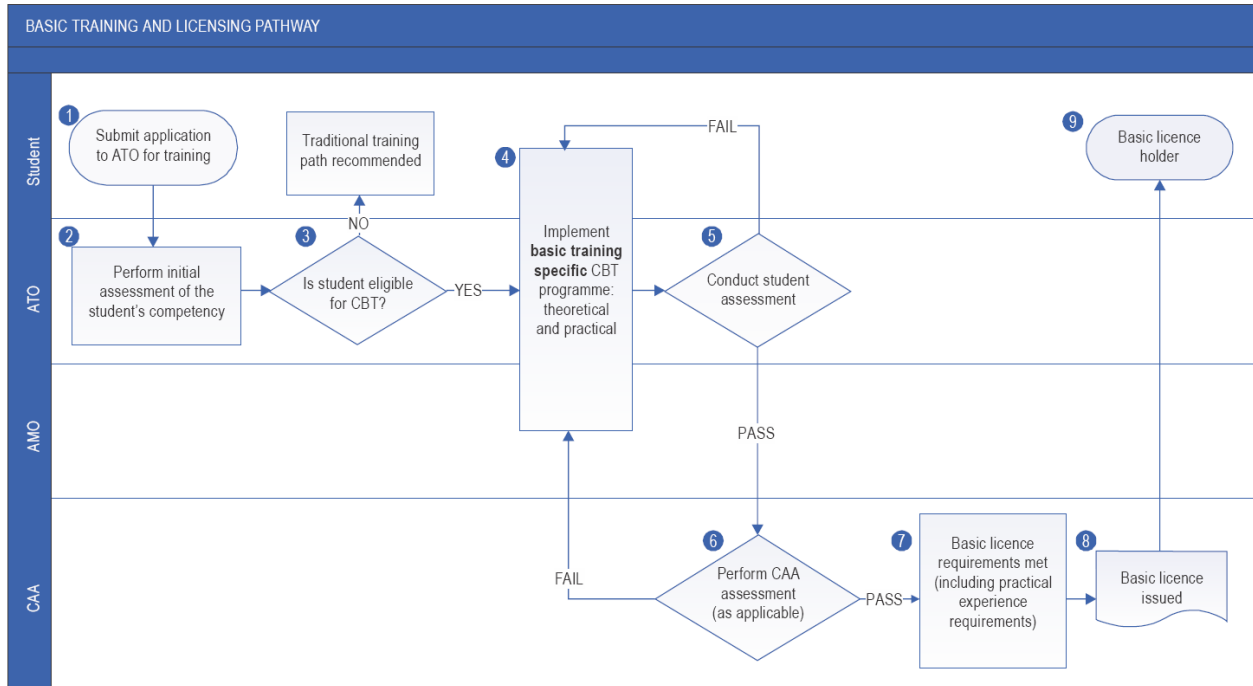 BASIC TRAINING AND LICENSING PATHWAY
Student
1
Submit application
to ATO for training
Traditional training
path recommended
NO
FAIL
9
Basic licence
holder
ATO
2
Perform initial
assessment of the
student's competency
3
Is student eligible
for CBT?
YES
4
Implement
basic training
specific CBT
programme:
theoretical
and practical
5
Conduct student
assessment
AMO
PASS
CAA
FAIL
6
Perform CAA
assessment
(as applicable)
PASS
7
Basic licence
requirements met
(including practical
experience
requirements)
8
Basic licence
issued